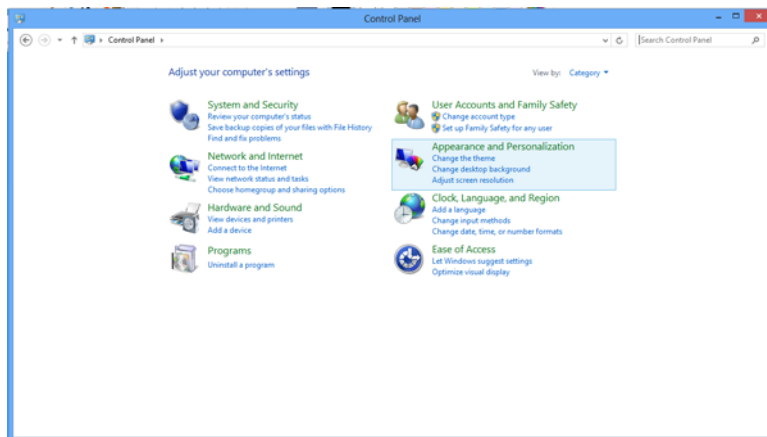 Control Panel
Control Panel
Search Control Panel
Adjust your computer's settings
View by: Category
System and Security
Review your computer's status
Save backup copies of your files with File History
Find and fix problems
Network and Internet
Connect to the Internet
View network status and tasks
Choose homegroup and sharing options
Hardware and Sound
View devices and printers
Add a device
Programs
Uninstall a program
User Accounts and Family Safety
Change account type
Set up Family Safety for any user
Appearance and Personalization
Change the theme
Change desktop background
Adjust screen resolution
Clock, Language, and Region
Add a language
Change input methods
Change date, time, or number formats
Ease of Access
Let Windows suggest settings
Optimize visual display